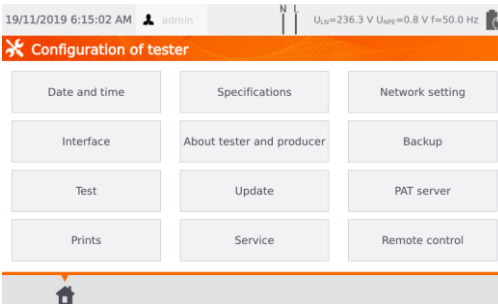 19/11/2019 6:15:02 AM admin N L U_LN=236.3 V U_NPE=0.8 V f=50.0 Hz
Configuration of tester
Date and time Specifications Network setting
Interface About tester and producer Backup
Test Update PAT server
Prints Service Remote control